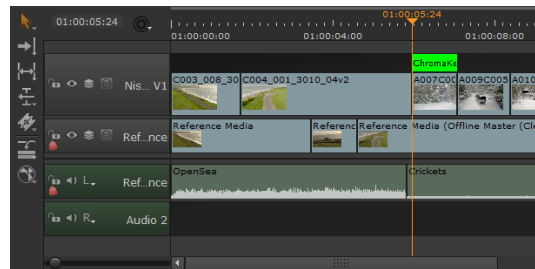 01:00:05:24
01:00:05:24
01:00:00:00 01:00:04:00 01:00:08:00
ChromaKe
Nis... V1 C003_008_30 C004_001_3010_04v2 A007C00 A009C005 A010
Ref...nce Reference Media Referenc Reference Media (Offline Master (Cle
L Ref...nce OpenSea Crickets
R Audio 2